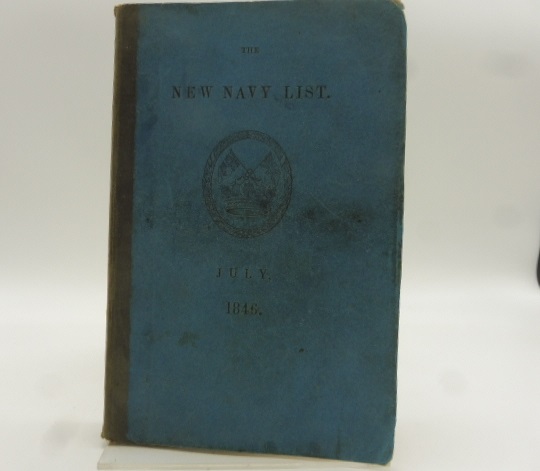 THE
NEW NAVY LIST.
JULY.
1846.